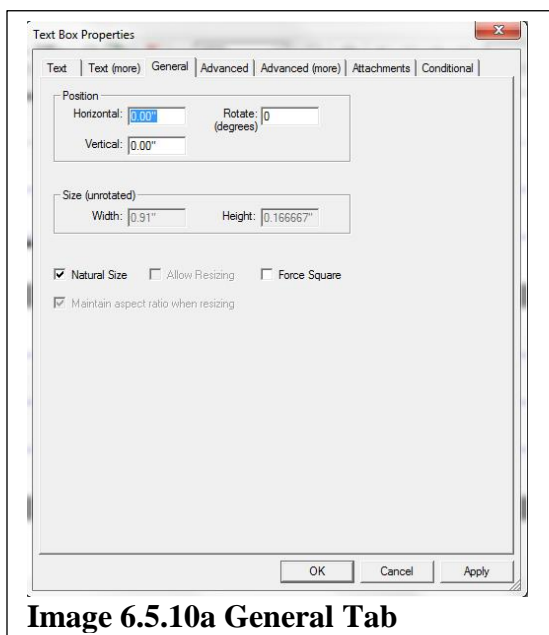 Text Box Properties
Text Text (more) General Advanced Advanced (more) Attachments Conditional
Position
Horizontal: 0.00" Rotate: 0
(degrees)
Vertical: 0.00"
Size (unrotated)
Width: 0.91" Height: 0.166667"
Natural Size Allow Resizing Force Square
Maintain aspect ratio when resizing
OK Cancel Apply
Image 6.5.10a General Tab